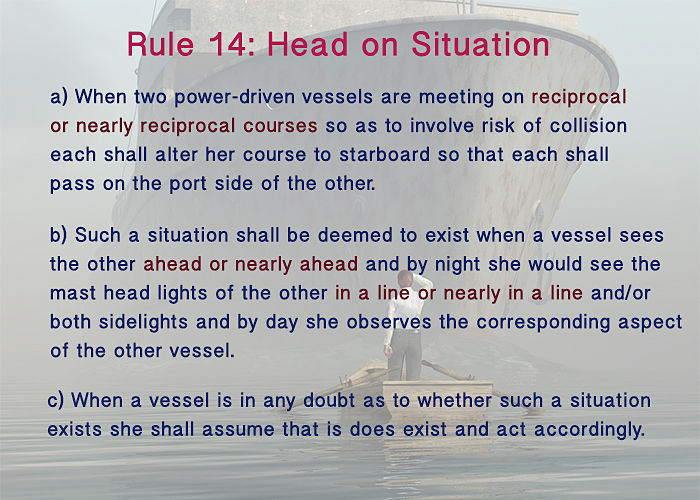 Rule 14: Head on Situation
a) When two power-driven vessels are meeting on reciprocal
or nearly reciprocal courses so as to involve risk of collision
each shall alter her course to starboard so that each shall
pass on the port side of the other.
b) Such a situation shall be deemed to exist when a vessel sees
the other ahead or nearly ahead and by night she would see the
mast head lights of the other in a line or nearly in a line and/or
both sidelights and by day she observes the corresponding aspect
of the other vessel.
c) When a vessel is in any doubt as to whether such a situation
exists she shall assume that is does exist and act accordingly.